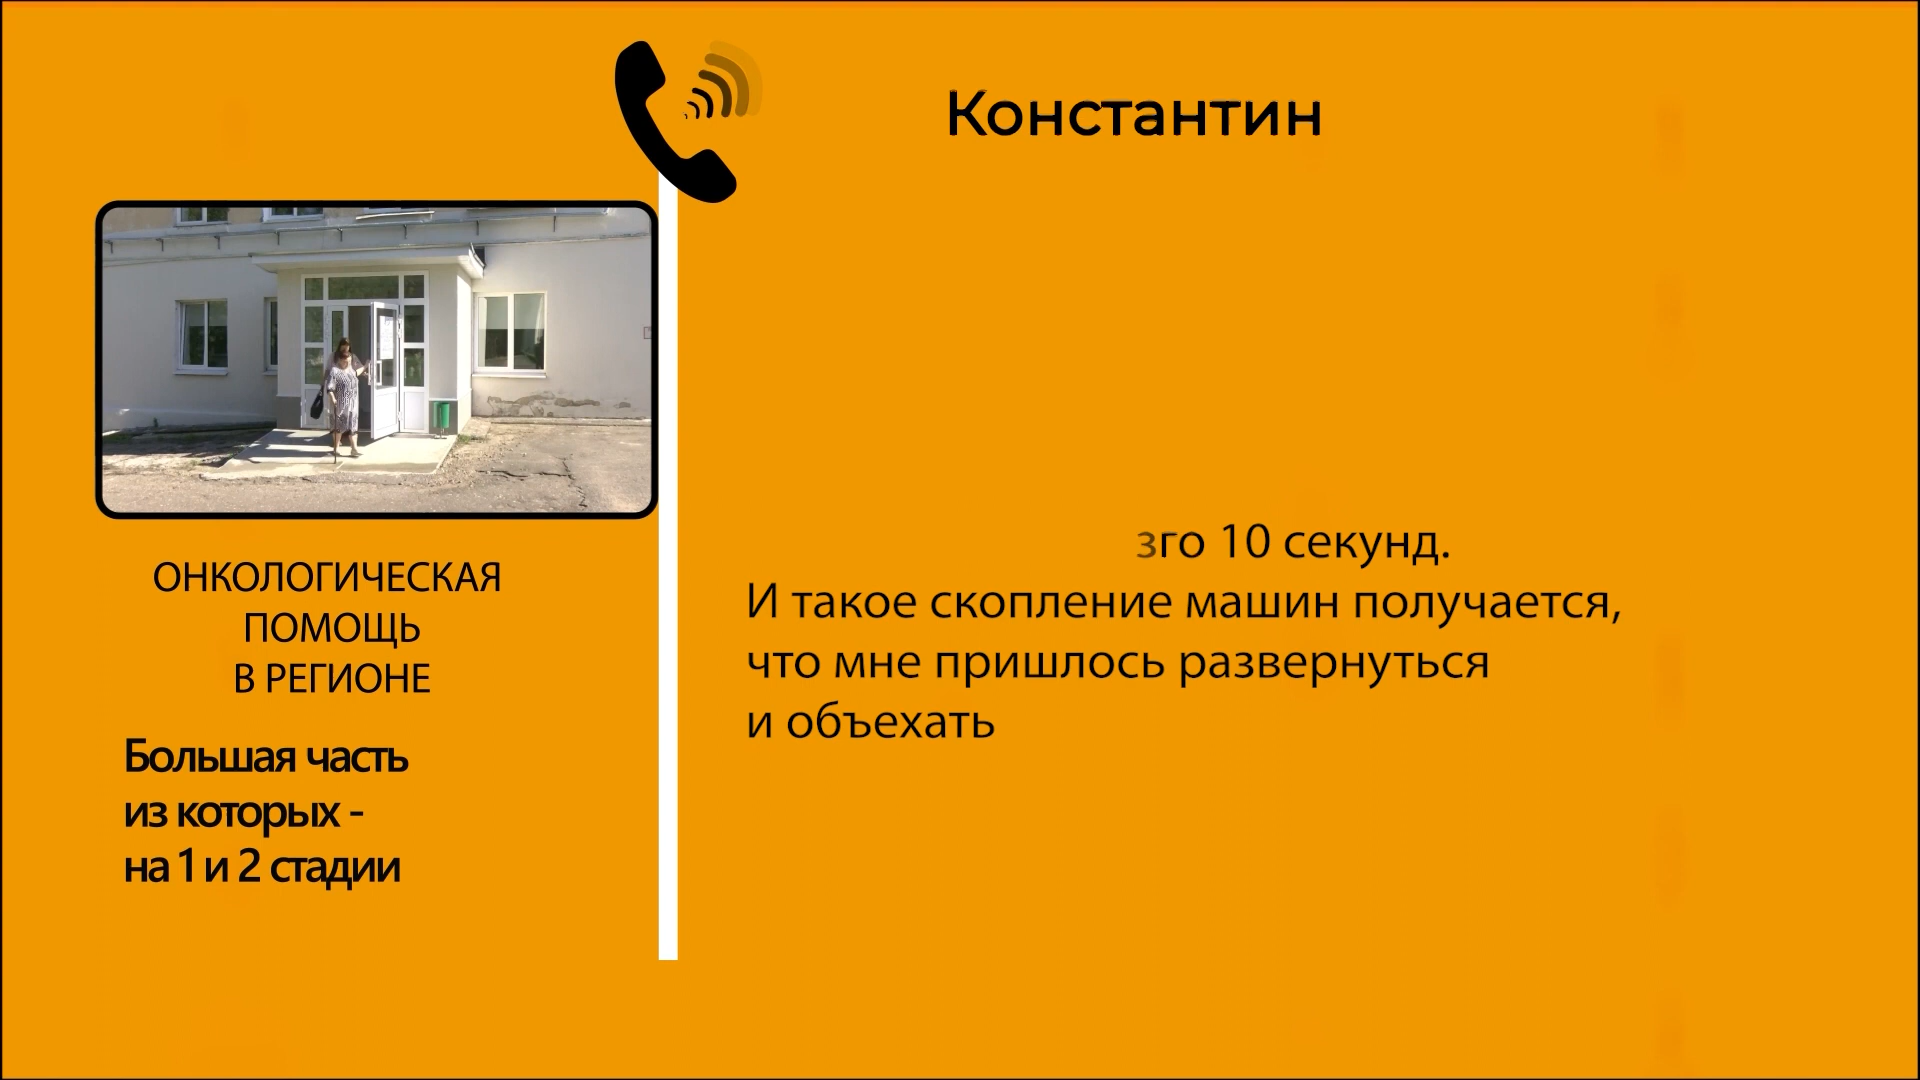 Константин
ОНКОЛОГИЧЕСКАЯ
ПОМОЩЬ
В РЕГИОНЕ
Большая часть
из которых -
на 1 и 2 стадии
10 секунд.
И такое скопление машин получается,
что мне пришлось развернуться
и объехать